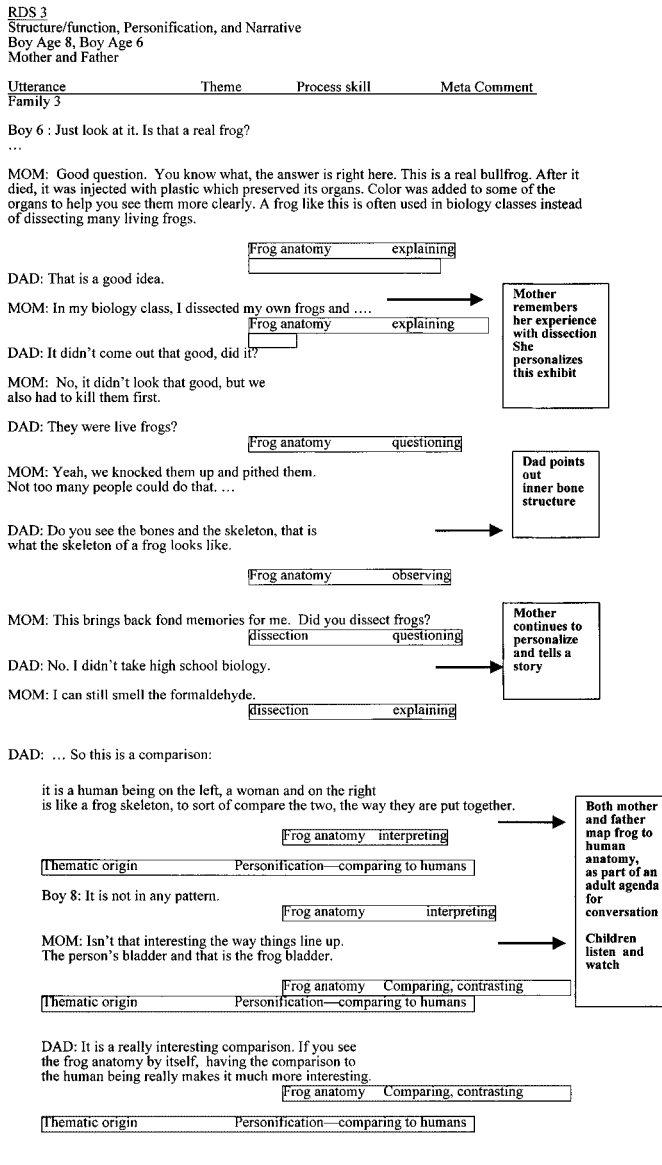 RDS 3
Structure/function, Personification, and Narrative
Boy Age 8, Boy Age 6
Mother and Father
Utterance Theme Process skill Meta Comment
Family 3
Boy 6 : Just look at it. Is that a real frog?
…
MOM: Good question. You know what, the answer is right here. This is a real bullfrog. After it
died, it was injected with plastic which preserved its organs. Color was added to some of the
organs to help you see them more clearly. A frog like this is often used in biology classes instead
of dissecting many living frogs.
Frog anatomy explaining
DAD: That is a good idea.
MOM: In my biology class, I dissected my own frogs and ….
Frog anatomy explaining
DAD: It didn't come out that good, did it?
MOM: No, it didn't look that good, but we
also had to kill them first.
Mother
remembers
her experience
with dissection
She
personalizes
this exhibit
DAD: They were live frogs?
Frog anatomy questioning
MOM: Yeah, we knocked them up and pithed them.
Not too many people could do that. …
Dad points
out
inner bone
structure
DAD: Do you see the bones and the skeleton, that is
what the skeleton of a frog looks like.
Frog anatomy observing
MOM: This brings back fond memories for me. Did you dissect frogs?
dissection questioning
DAD: No. I didn't take high school biology.
MOM: I can still smell the formaldehyde.
dissection explaining
Mother
continues to
personalize
and tells a
story
DAD: … So this is a comparison:
it is a human being on the left, a woman and on the right
is like a frog skeleton, to sort of compare the two, the way they are put together.
Frog anatomy interpreting
Thematic origin Personification—comparing to humans
Boy 8: It is not in any pattern.
Frog anatomy interpreting
MOM: Isn't that interesting the way things line up.
The person's bladder and that is the frog bladder.
Frog anatomy Comparing, contrasting
Thematic origin Personification—comparing to humans
Both mother
and father
map frog to
human
anatomy,
as part of an
adult agenda
for
conversation
Children
listen and
watch
DAD: It is a really interesting comparison. If you see
the frog anatomy by itself, having the comparison to
the human being really makes it much more interesting.
Frog anatomy Comparing, contrasting
Thematic origin Personification—comparing to humans